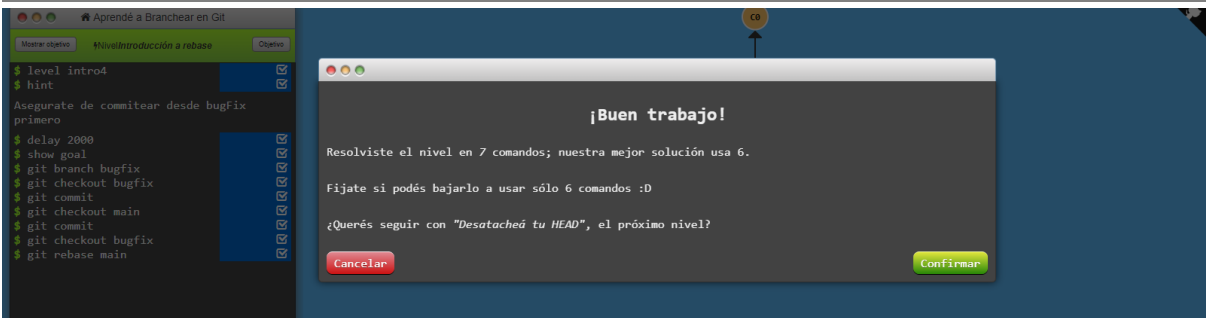 Aprendé a Branchear en Git
Mostrar objetivo
Nivel Introducción a rebase
Objetivo
$ level intro4
$ hint
Asegurate de commitear desde bugFix
primero
$ delay 2000
$ show goal
$ git branch bugfix
$ git checkout bugfix
$ git commit
$ git checkout main
$ git commit
$ git checkout bugfix
$ git rebase main
C0
¡Buen trabajo!
Resolviste el nivel en 7 comandos; nuestra mejor solución usa 6.
Fijate si podés bajarlo a usar sólo 6 comandos :D
¿Querés seguir con "Desatacheá tu HEAD", el próximo nivel?
Cancelar
Confirmar